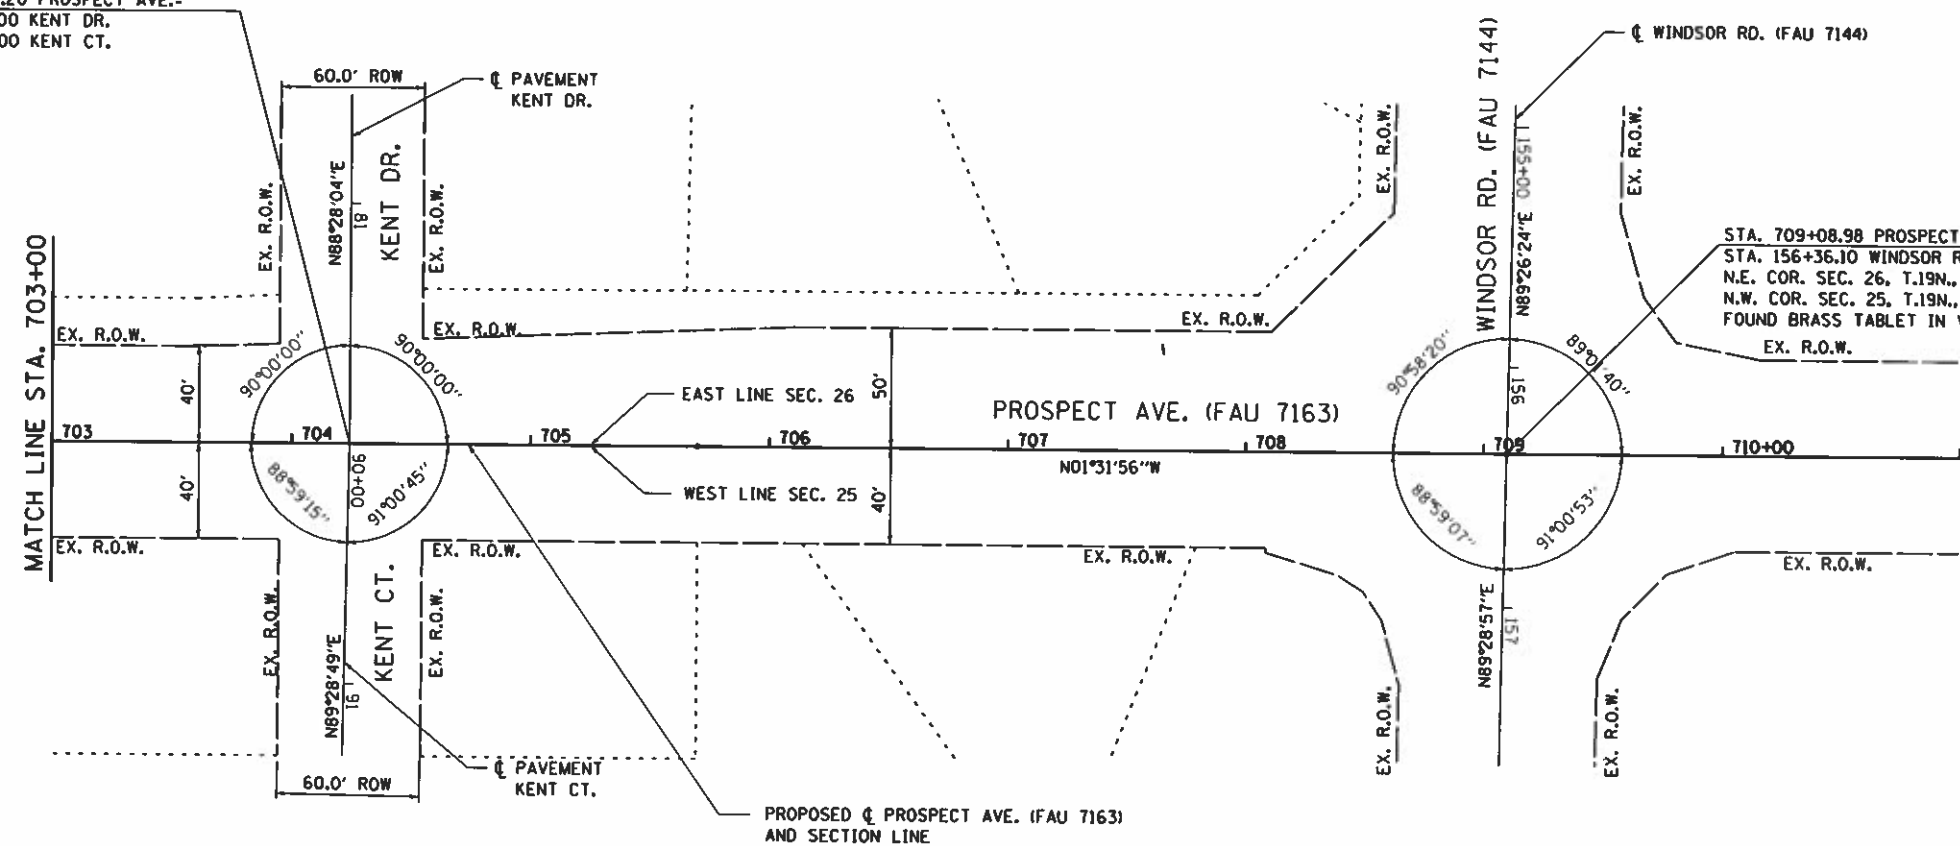 .20 PROSPECT AVE.-
00 KENT DR.
00 KENT CT.
60.0' ROW
℄ PAVEMENT
KENT DR.
EX. R.O.W.
N88°28'04"E
81
KENT DR.
EX. R.O.W.
EX. R.O.W.
WINDSOR RD. (FAU 7144)
℄ WINDSOR RD. (FAU 7144)
155+00
N89°26'24"E
EX. R.O.W.
STA. 709+08.98 PROSPECT
STA. 156+36.10 WINDSOR R
N.E. COR. SEC. 26, T.19N.,
N.W. COR. SEC. 25, T.19N.,
FOUND BRASS TABLET IN
MATCH LINE STA. 703+00
EX. R.O.W.
EX. R.O.W.
EX. R.O.W.
EX. R.O.W.
90°00'00"
90°00'00"
90°58'20"
156
40'
50'
EAST LINE SEC. 26
PROSPECT AVE. (FAU 7163)
703
704
705
706
707
708
709
710+00
N01°31'56"W
40'
88°59'15"
90+00
91°00'45"
WEST LINE SEC. 25
40'
88°59'07"
91°00'53"
EX. R.O.W.
EX. R.O.W.
EX. R.O.W.
EX. R.O.W.
EX. R.O.W.
N89°28'49"E
91
KENT CT.
EX. R.O.W.
N89°28'57"E
157
EX. R.O.W.
EX. R.O.W.
60.0' ROW
℄ PAVEMENT
KENT CT.
PROPOSED ℄ PROSPECT AVE. (FAU 7163)
AND SECTION LINE